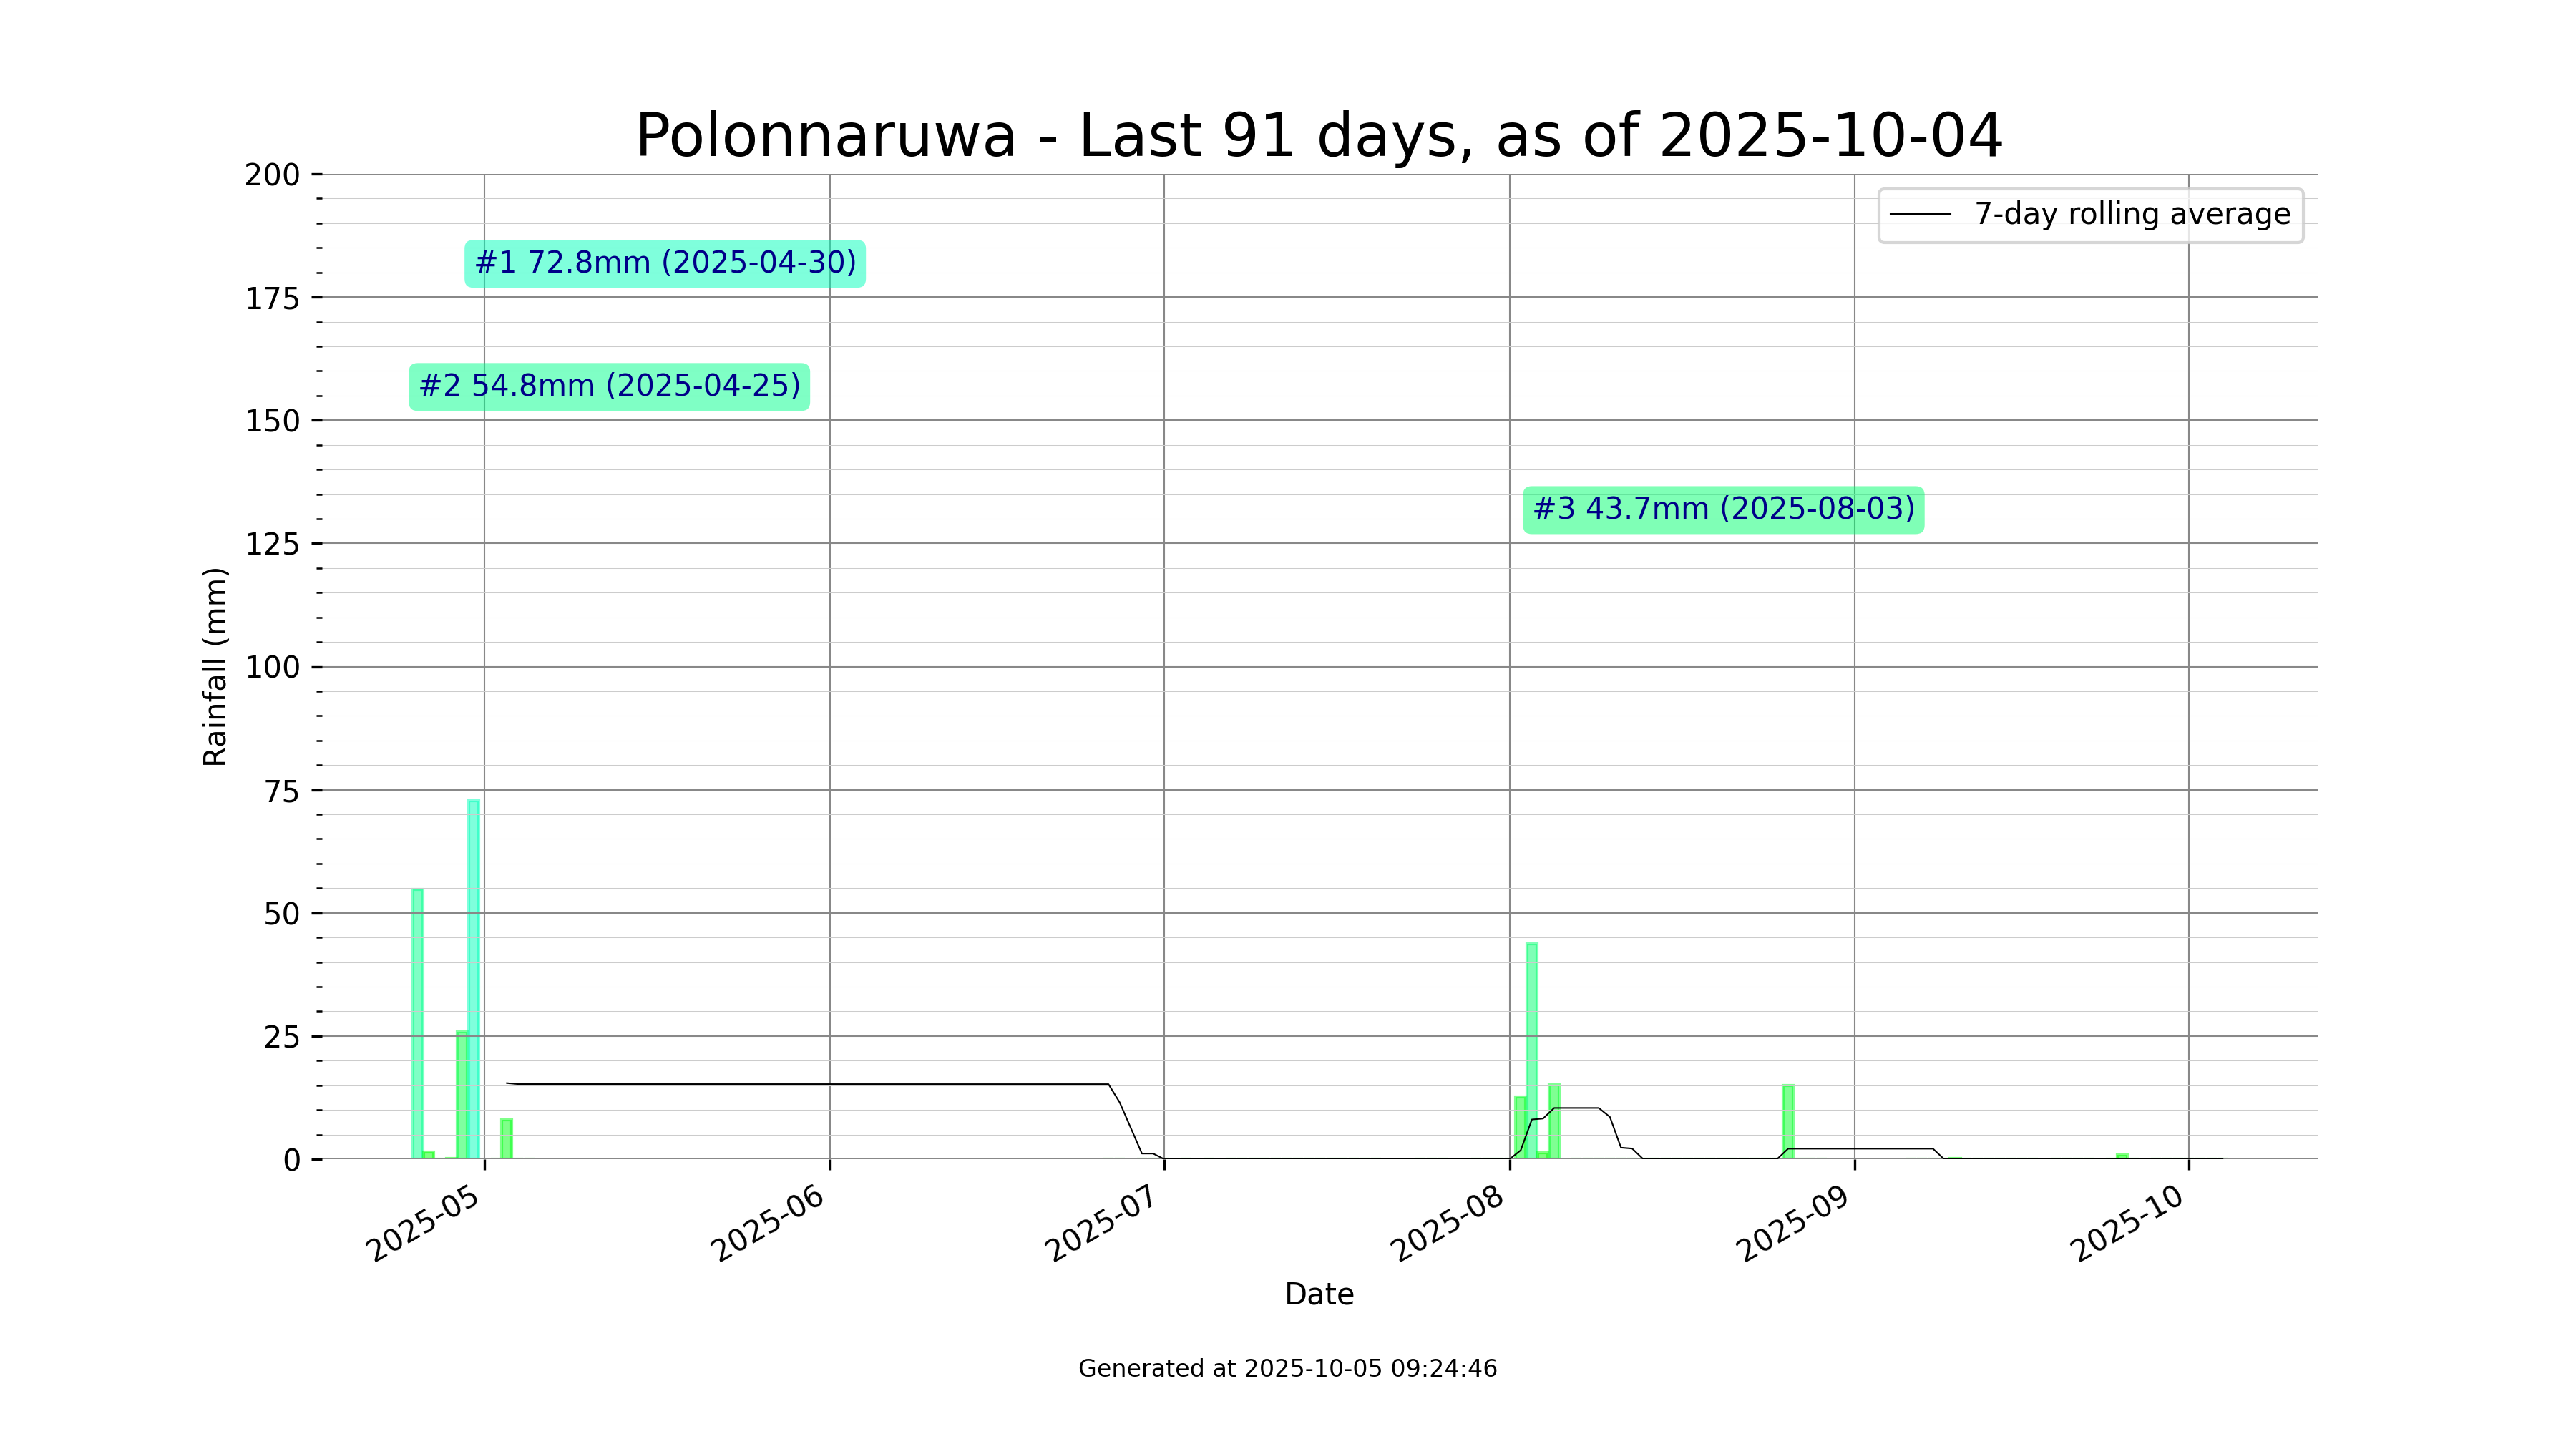 Polonnaruwa - Last 91 days, as of 2025-10-04
200
175
150
125
100
75
50
25
0
Rainfall (mm)
7-day rolling average
#1 72.8mm (2025-04-30)
#2 54.8mm (2025-04-25)
#3 43.7mm (2025-08-03)
2025-05
2025-06
2025-07
2025-08
2025-09
2025-10
Date
Generated at 2025-10-05 09:24:46